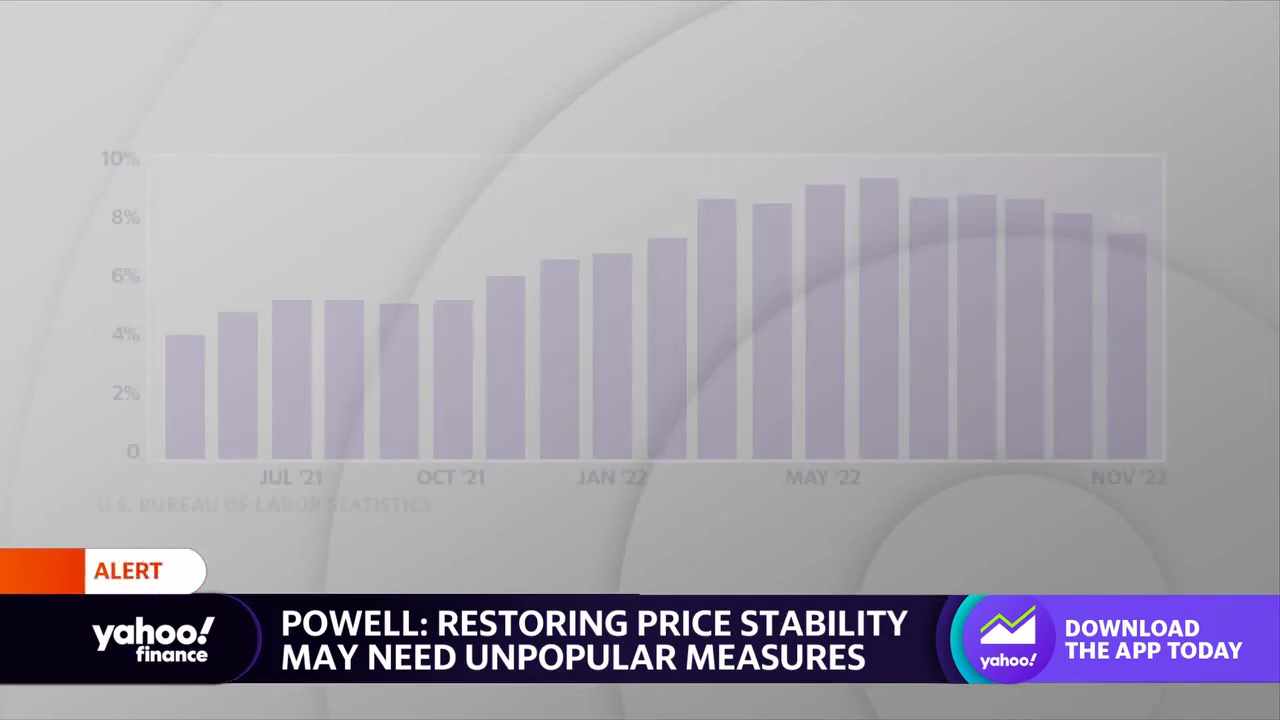 10%
8%
6%
4%
2%
0
JUL '21 OCT '21 JAN '22 MAY '22 NOV '22
U.S. BUREAU OF LABOR STATISTICS
ALERT
yahoo!
finance
POWELL: RESTORING PRICE STABILITY
MAY NEED UNPOPULAR MEASURES
yahoo!
DOWNLOAD
THE APP TODAY